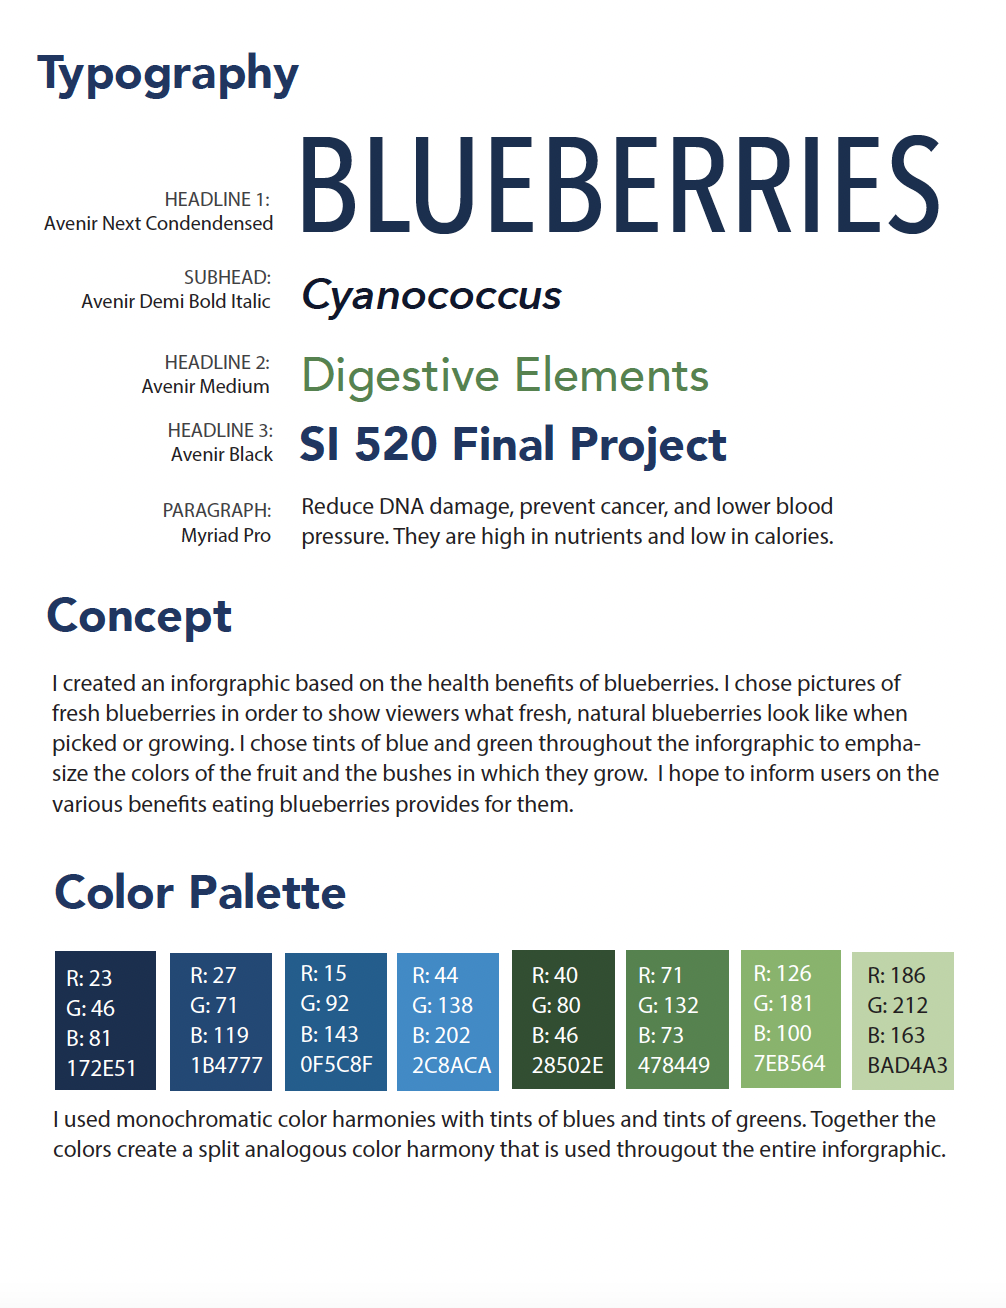 Typography
BLUEBERRIES
HEADLINE 1:
Avenir Next Condendensed
SUBHEAD:
Avenir Demi Bold Italic
Cyanococcus
HEADLINE 2:
Avenir Medium
Digestive Elements
HEADLINE 3:
Avenir Black
SI 520 Final Project
PARAGRAPH:
Myriad Pro
Reduce DNA damage, prevent cancer, and lower blood
pressure. They are high in nutrients and low in calories.
Concept
I created an inforgraphic based on the health benefits of blueberries. I chose pictures of
fresh blueberries in order to show viewers what fresh, natural blueberries look like when
picked or growing. I chose tints of blue and green throughout the inforgraphic to empha-
size the colors of the fruit and the bushes in which they grow.  I hope to inform users on the
various benefits eating blueberries provides for them.
Color Palette
R: 23
G: 46
B: 81
172E51
R: 27
G: 71
B: 119
1B4777
R: 15
G: 92
B: 143
0F5C8F
R: 44
G: 138
B: 202
2C8ACA
R: 40
G: 80
B: 46
28502E
R: 71
G: 132
B: 73
478449
R: 126
G: 181
B: 100
7EB564
R: 186
G: 212
B: 163
BAD4A3
I used monochromatic color harmonies with tints of blues and tints of greens. Together the
colors create a split analogous color harmony that is used througout the entire inforgraphic.